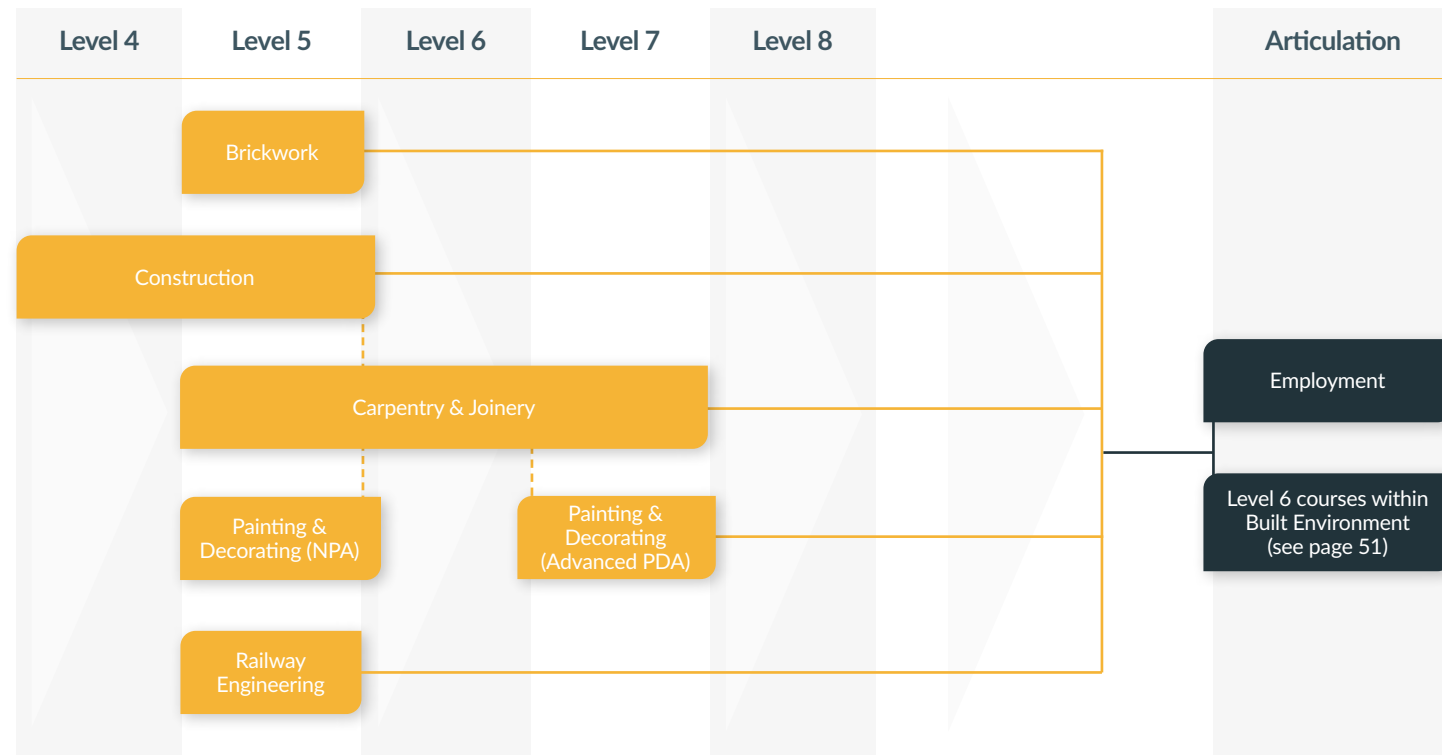 Level 4 Level 5 Level 6 Level 7 Level 8 Articulation
Brickwork
Construction
Employment
Carpentry & Joinery
Level 6 courses within
Built Environment
(see page 51)
Painting &
Decorating (NPA)
Painting &
Decorating
(Advanced PDA)
Railway
Engineering